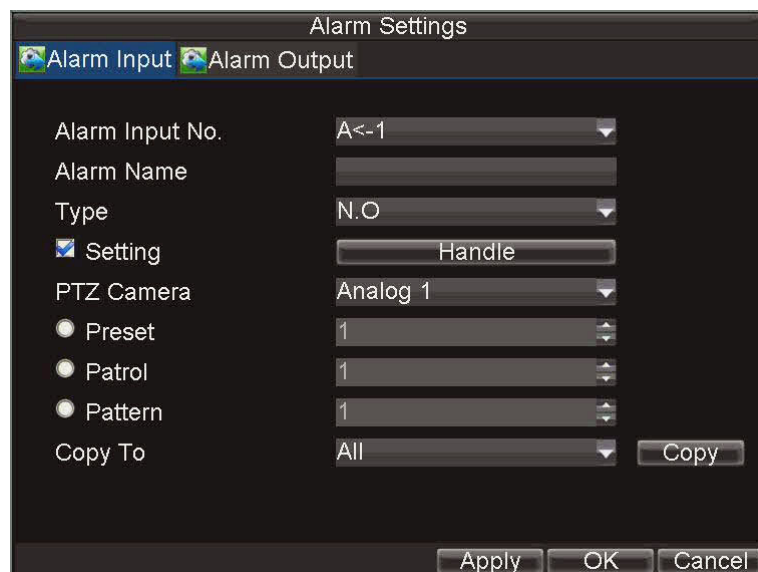 Alarm Settings
Alarm Input Alarm Output
Alarm Input No. A<-1
Alarm Name
Type N.O
Setting Handle
PTZ Camera Analog 1
Preset 1
Patrol 1
Pattern 1
Copy To All Copy
Apply OK Cancel